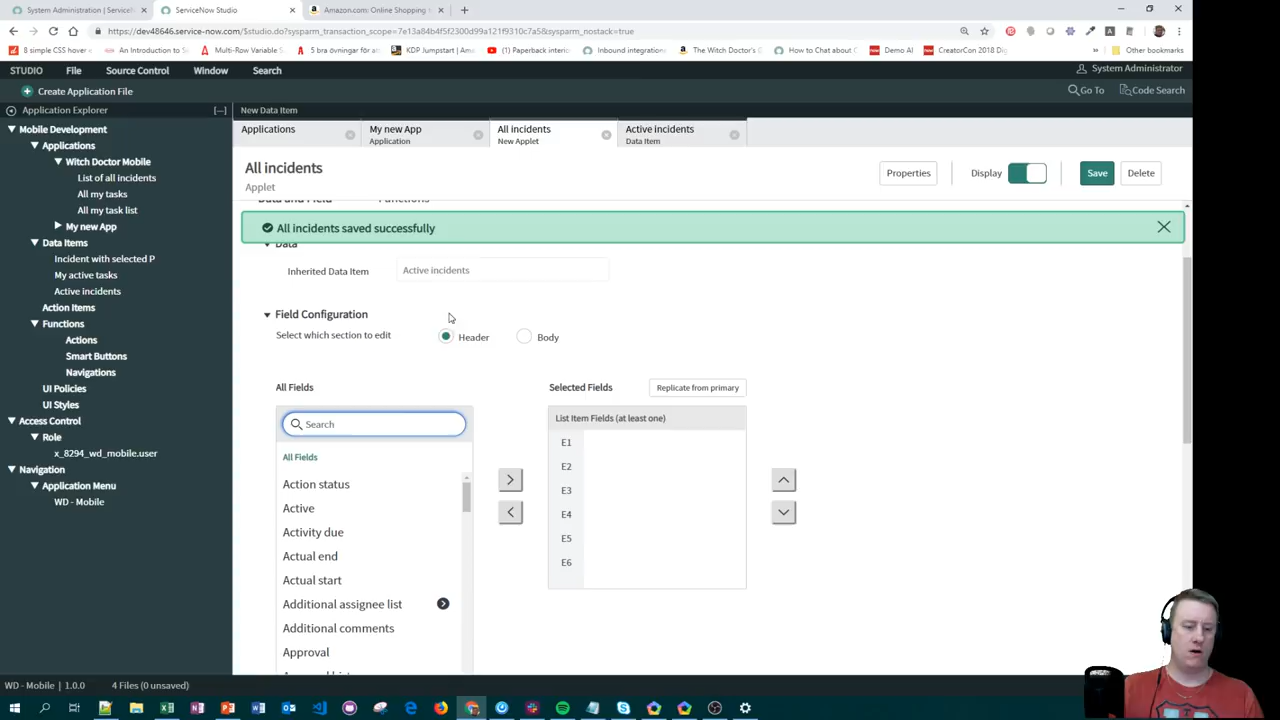 System Administration | ServiceN
ServiceNow Studio
Amazon.com: Online Shopping
https://dev48646.service-now.com/$studio.do?sysparm_transaction_scope=7e13a84b4f5423009a99a121f9310c7a5&sysparm_nostack=true
8 simple CSS hover
An Introduction to
Multi-Row Variable
5 bra övningar för att
KDP Jumpstart | Am
(1) Paperback interio
Inbound integration
The Witch Doctor's
How to Chat about
Demo AI
CreatorCon 2018 Dig
Other bookmarks
STUDIO
File
Source Control
Window
Search
System Administrator
Create Application File
Go To
Code Search
Application Explorer
New Data Item
Mobile Development
Applications
Witch Doctor Mobile
List of all incidents
All my tasks
All my task list
My new App
Data Items
Incident with selected P
My active tasks
Active incidents
Action Items
Functions
Actions
Smart Buttons
Navigations
UI Policies
UI Styles
Access Control
Role
x_8294_wd_mobile.user
Navigation
Application Menu
WD - Mobile
Applications
My new App
Application
All incidents
New Applet
Active incidents
Data Item
All incidents
Applet
Properties
Display
Save
Delete
Data and Field
Functions
All incidents saved successfully
Data
Inherited Data Item
Active incidents
Field Configuration
Select which section to edit
Header
Body
All Fields
Selected Fields
Replicate from primary
Search
List Item Fields (at least one)
All Fields
E1
E2
E3
E4
E5
E6
Action status
Active
Activity due
Actual end
Actual start
Additional assignee list
Additional comments
Approval
WD - Mobile | 1.0.0
4 Files (0 unsaved)